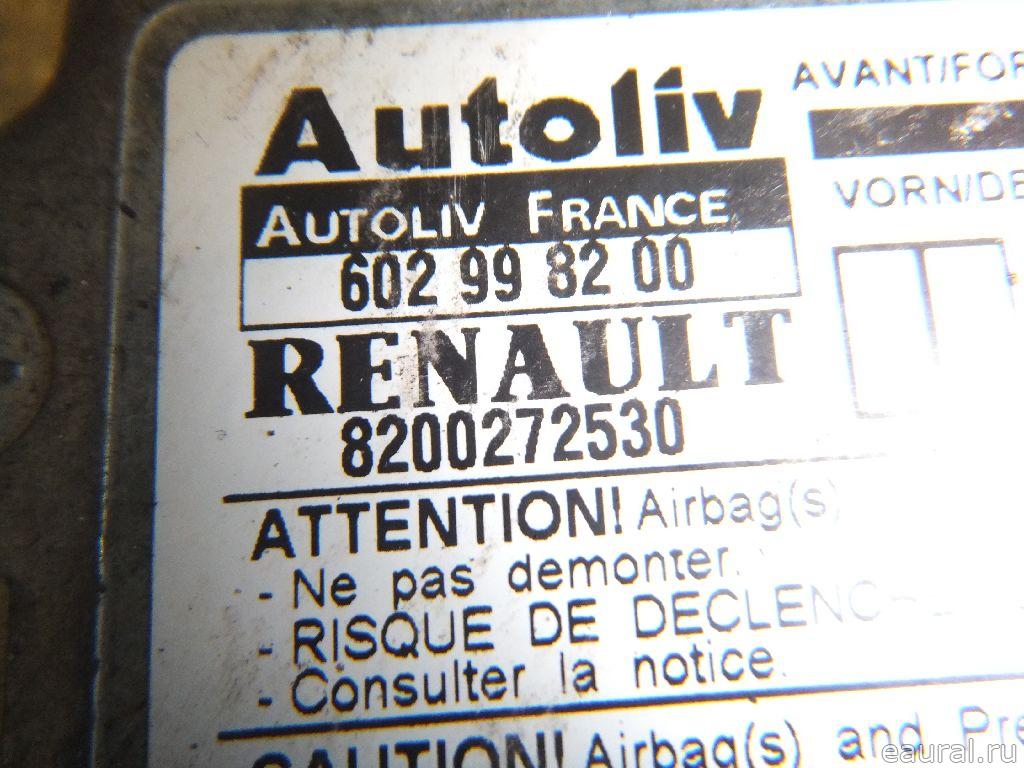 Autoliv
AUTOLIV FRANCE
602 99 82 00
RENAULT
8200272530
AVANT/FOR
VORN/DE
ATTENTION! Airbag(s)
- Ne pas demonter.
- RISQUE DE DECLENC
- Consulter la notice.
CAUTION! Airbag(s) and Pre
eaural.ru